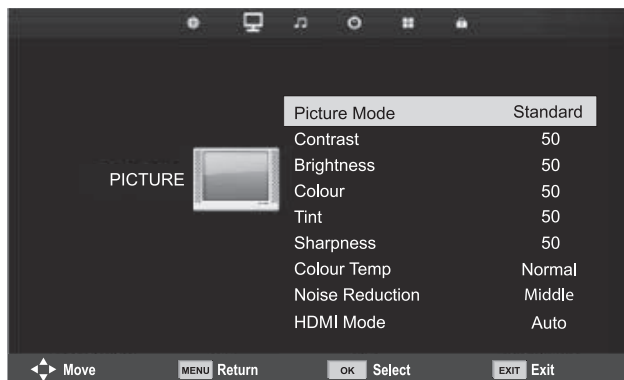 Picture Mode Standard
Contrast 50
Brightness 50
PICTURE
Colour 50
Tint 50
Sharpness 50
Colour Temp Normal
Noise Reduction Middle
HDMI Mode Auto
Move MENU Return OK Select EXIT Exit